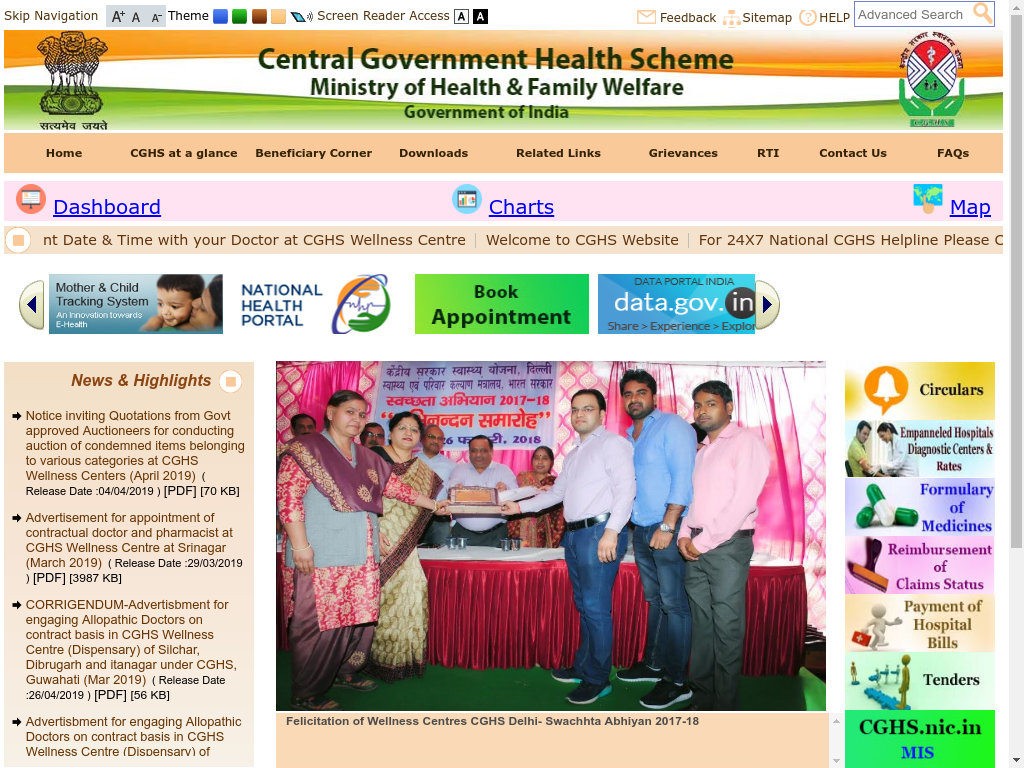 Skip Navigation A+ A A- Theme Screen Reader Access A A Feedback Sitemap HELP Advanced Search
Central Government Health Scheme
Ministry of Health & Family Welfare
Government of India
सत्यमेव जयते
Home CGHS at a glance Beneficiary Corner Downloads Related Links Grievances RTI Contact Us FAQs
Dashboard Charts Map
nt Date & Time with your Doctor at CGHS Wellness Centre Welcome to CGHS Website For 24X7 National CGHS Helpline Please C
Mother & Child
Tracking System
An Innovation towards
E-Health
NATIONAL
HEALTH
PORTAL
Book
Appointment
DATA PORTAL INDIA
data.gov.in
Share > Experience > Explor
News & Highlights
Notice inviting Quotations from Govt
approved Auctioneers for conducting
auction of condemned items belonging
to various categories at CGHS
Wellness Centers (April 2019) (
Release Date :04/04/2019 ) [PDF] [70 KB]
Advertisement for appointment of
contractual doctor and pharmacist at
CGHS Wellness Centre at Srinagar
(March 2019) ( Release Date :29/03/2019
) [PDF] [3987 KB]
CORRIGENDUM-Advertisbment for
engaging Allopathic Doctors on
contract basis in CGHS Wellness
Centre (Dispensary) of Silchar,
Dibrugarh and itanagar under CGHS,
Guwahati (Mar 2019) ( Release Date
:26/04/2019 ) [PDF] [56 KB]
Advertisbment for engaging Allopathic
Doctors on contract basis in CGHS
Wellness Centre (Dispensary) of
केंद्रीय सरकार स्वास्थ्य योजना, दिल्ली
स्वास्थ्य एवं परिवार कल्याण मंत्रालय, भारत सरकार
स्वच्छता अभियान 2017-18
समारोह"
2018
Felicitation of Wellness Centres CGHS Delhi- Swachhta Abhiyan 2017-18
Circulars
Empanneled Hospitals
Diagnostic Centers &
Rates
Formulary
of
Medicines
Reimbursement
of
Claims Status
Payment of
Hospital
Bills
Tenders
CGHS.nic.in
MIS